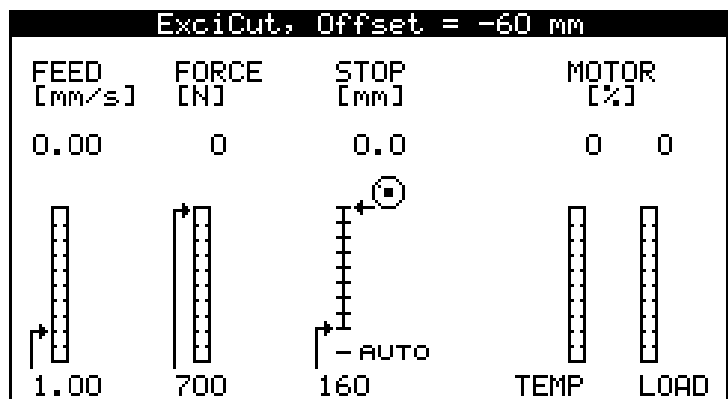 ExciCut, Offset = -60 mm
FEED FORCE STOP MOTOR
[mm/s] [N] [mm] [%]
0.00 0 0.0 0 0
AUTO
1.00 700 160 TEMP LOAD